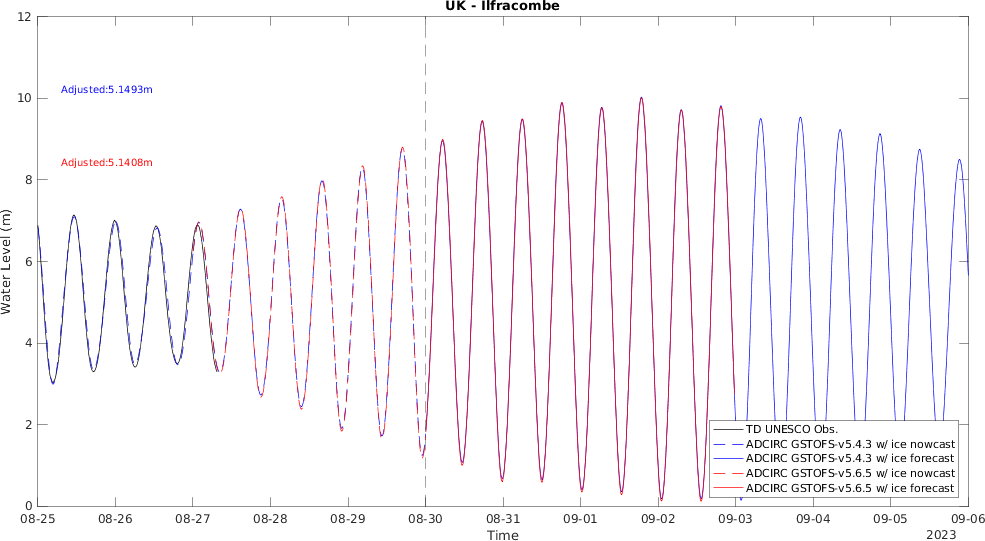 UK - Ilfracombe
12
10
8
6
4
2
0
Water Level (m)
Adjusted:5.1493m
Adjusted:5.1408m
TD UNESCO Obs.
ADCIRC GSTOFS-v5.4.3 w/ ice nowcast
ADCIRC GSTOFS-v5.4.3 w/ ice forecast
ADCIRC GSTOFS-v5.6.5 w/ ice nowcast
ADCIRC GSTOFS-v5.6.5 w/ ice forecast
08-25 08-26 08-27 08-28 08-29 08-30 08-31 09-01 09-02 09-03 09-04 09-05 09-06
Time
2023